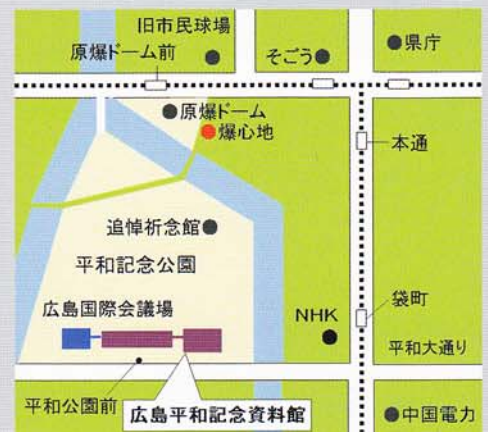 旧市民球場
原爆ドーム前
そごう
県庁
原爆ドーム
爆心地
本通
追悼祈念館
平和記念公園
広島国際会議場
NHK
袋町
平和大通り
平和公園前
広島平和記念資料館
中国電力